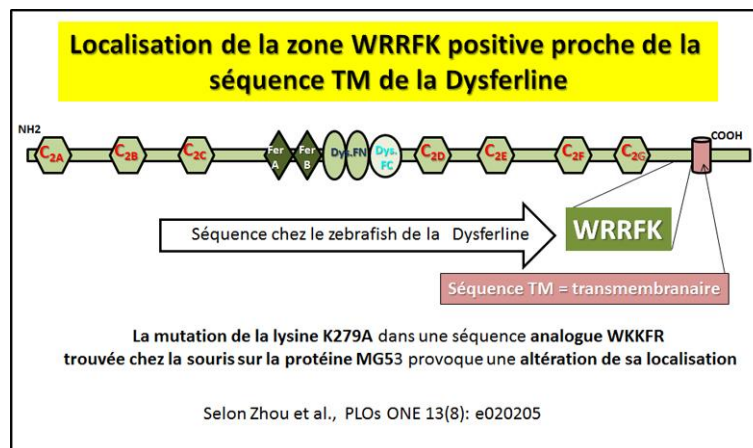 Localisation de la zone WRRFK positive proche de la
séquence TM de la Dysferline
NH2
COOH
C2A
C2B
C2C
Fer A
Fer B
Dys.FN
Dys. FC
C2D
C2E
C2F
C2G
Séquence chez le zebrafish de la Dysferline
WRRFK
Séquence TM = transmembranaire
La mutation de la lysine K279A dans une séquence analogue WKKFR
trouvée chez la souris sur la protéine MG53 provoque une altération de sa localisation
Selon Zhou et al., PLOs ONE 13(8): e020205